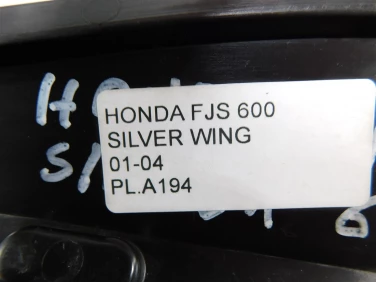 HONDA FJS 600
SILVER WING
01-04
PL.A194